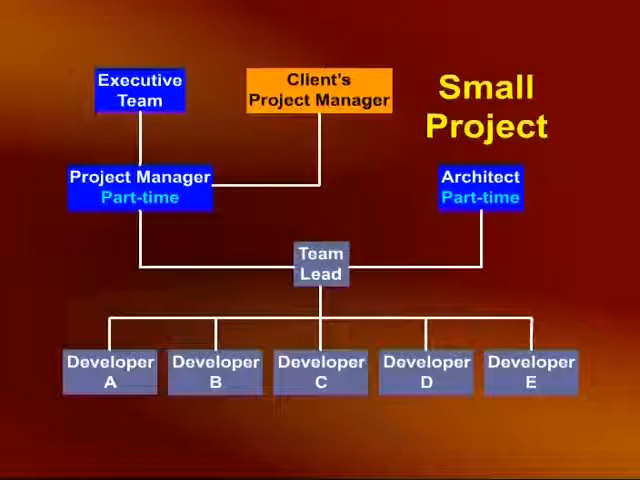 Executive
Team
Client's
Project Manager
Small
Project
Project Manager
Part-time
Architect
Part-time
Team
Lead
Developer
A
Developer
B
Developer
C
Developer
D
Developer
E